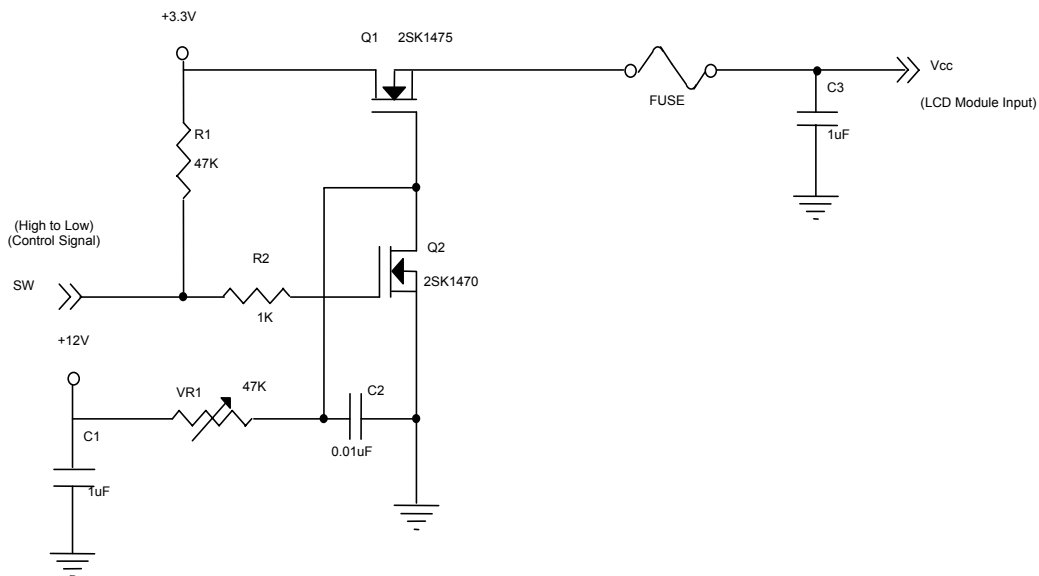 +3.3V
Q1 2SK1475
Vcc
FUSE
C3
(LCD Module Input)
R1
1uF
47K
(High to Low)
(Control Signal)
Q2
R2
SW
2SK1470
1K
+12V
VR1
47K
C2
C1
0.01uF
1uF